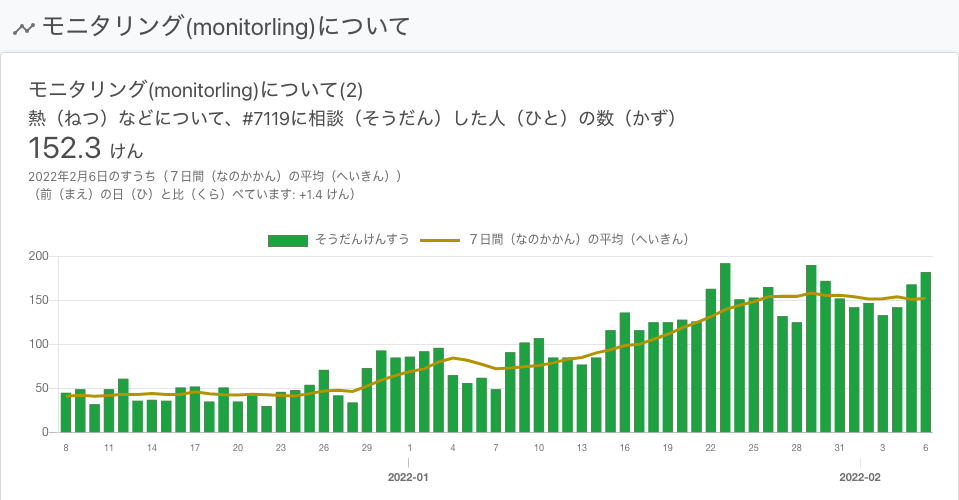 モニタリング(monitorling)について
モニタリング(monitorling)について(2)
熱（ねつ）などについて、#7119に相談（そうだん）した人（ひと）の数（かず）
152.3 けん
2022年2月6日のすうち（７日間（なのかかん）の平均（へいきん））
（前（まえ）の日（ひ）と比（くら）べています: +1.4 けん）
そうだんけんすう ７日間（なのかかん）の平均（へいきん）
200
150
100
50
0
8 11 14 17 20 23 26 29 1 4 7 10 13 16 19 22 25 28 31 3 6
2022-01 2022-02